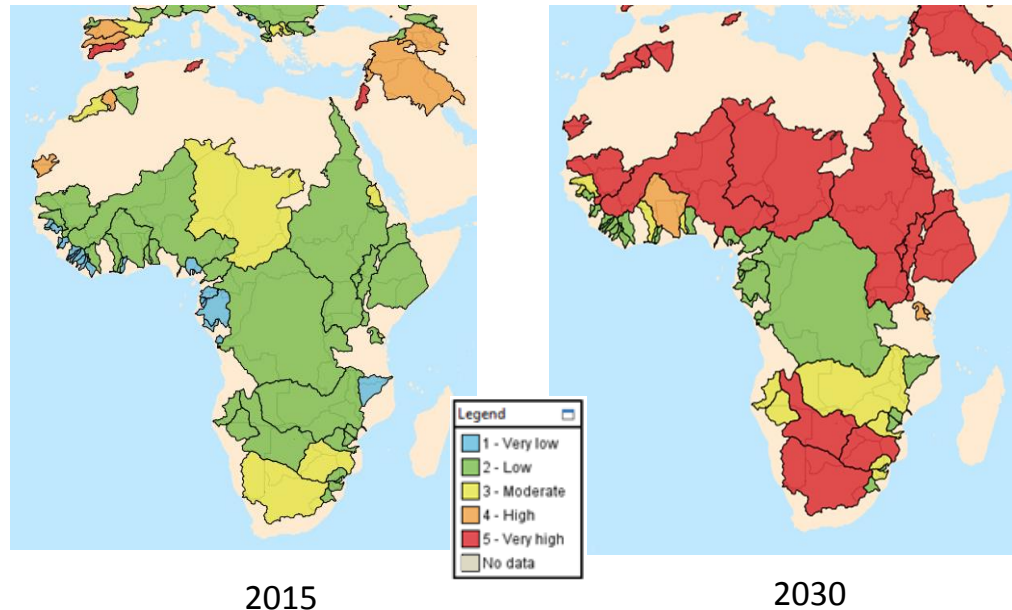 Legend
1 - Very low
2 - Low
3 - Moderate
4 - High
5 - Very high
No data
2015
2030